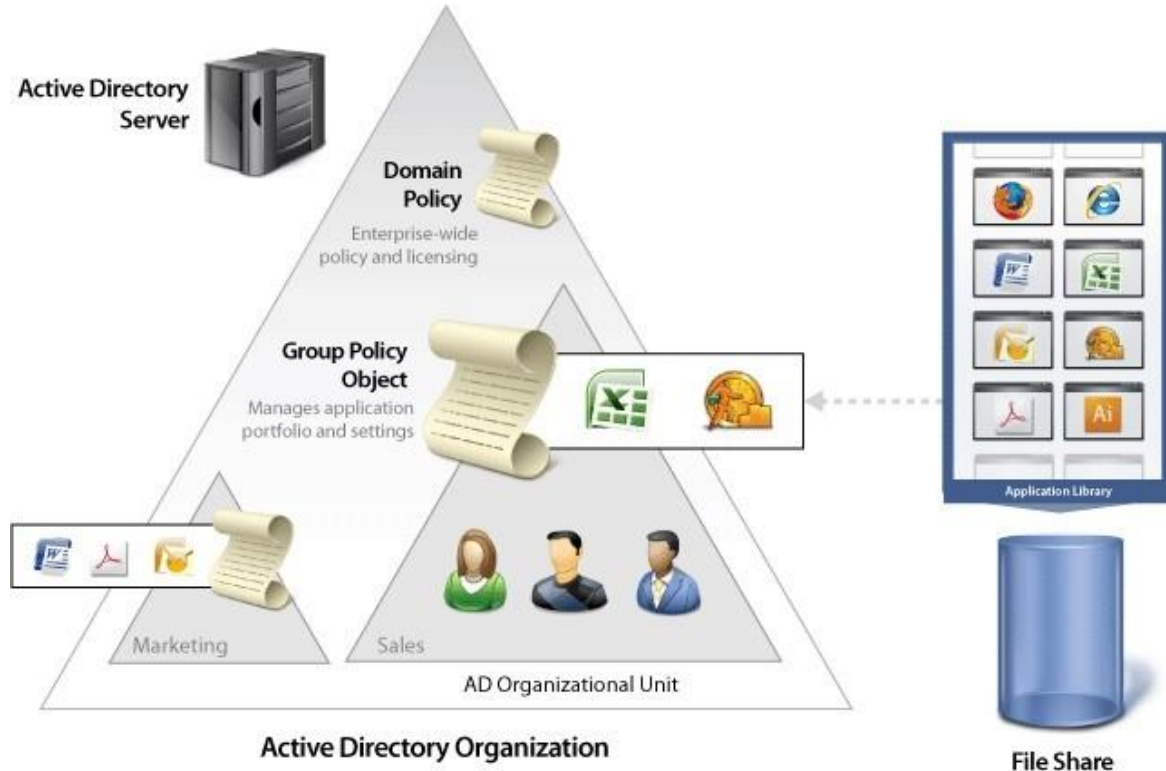 Active Directory
Server
Domain
Policy
Enterprise-wide
policy and licensing
Group Policy
Object
Manages application
portfolio and settings
Marketing
Sales
AD Organizational Unit
Active Directory Organization
W
X
Ai
Application Library
File Share